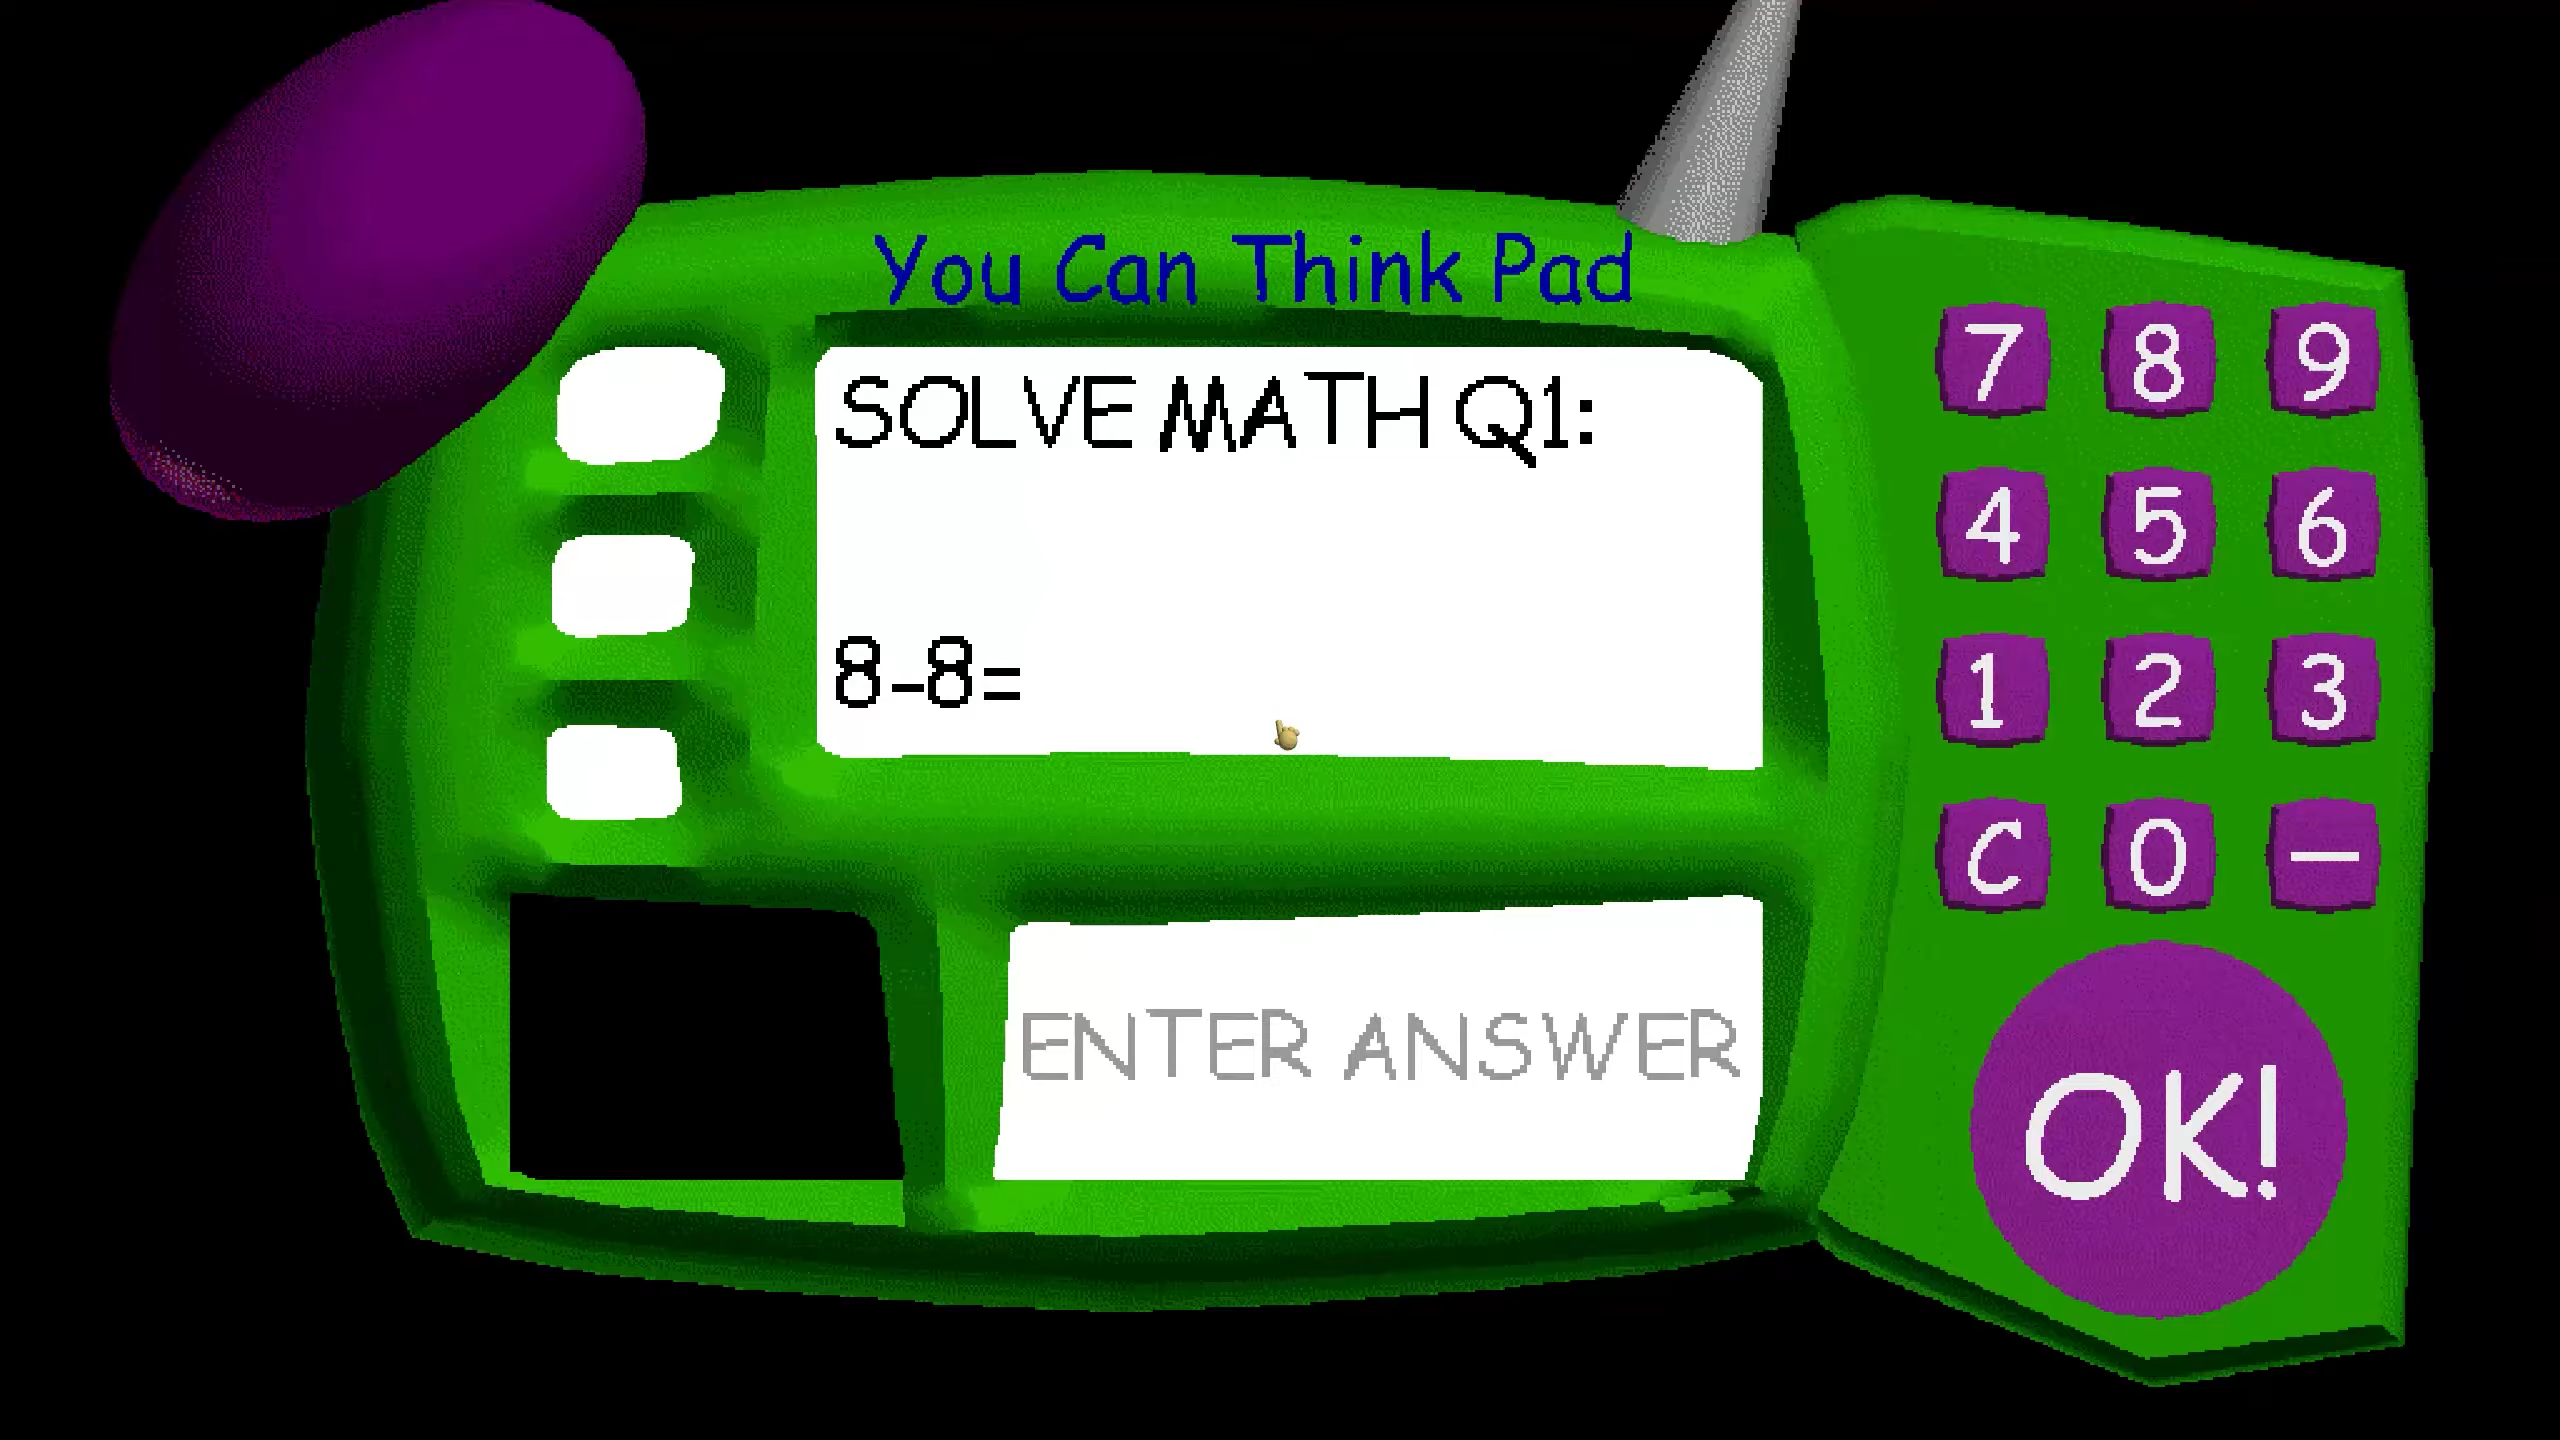 You Can Think Pad
SOLVE MATH Q1:
8-8=
ENTER ANSWER
7 8 9
4 5 6
1 2 3
C 0 –
OK!